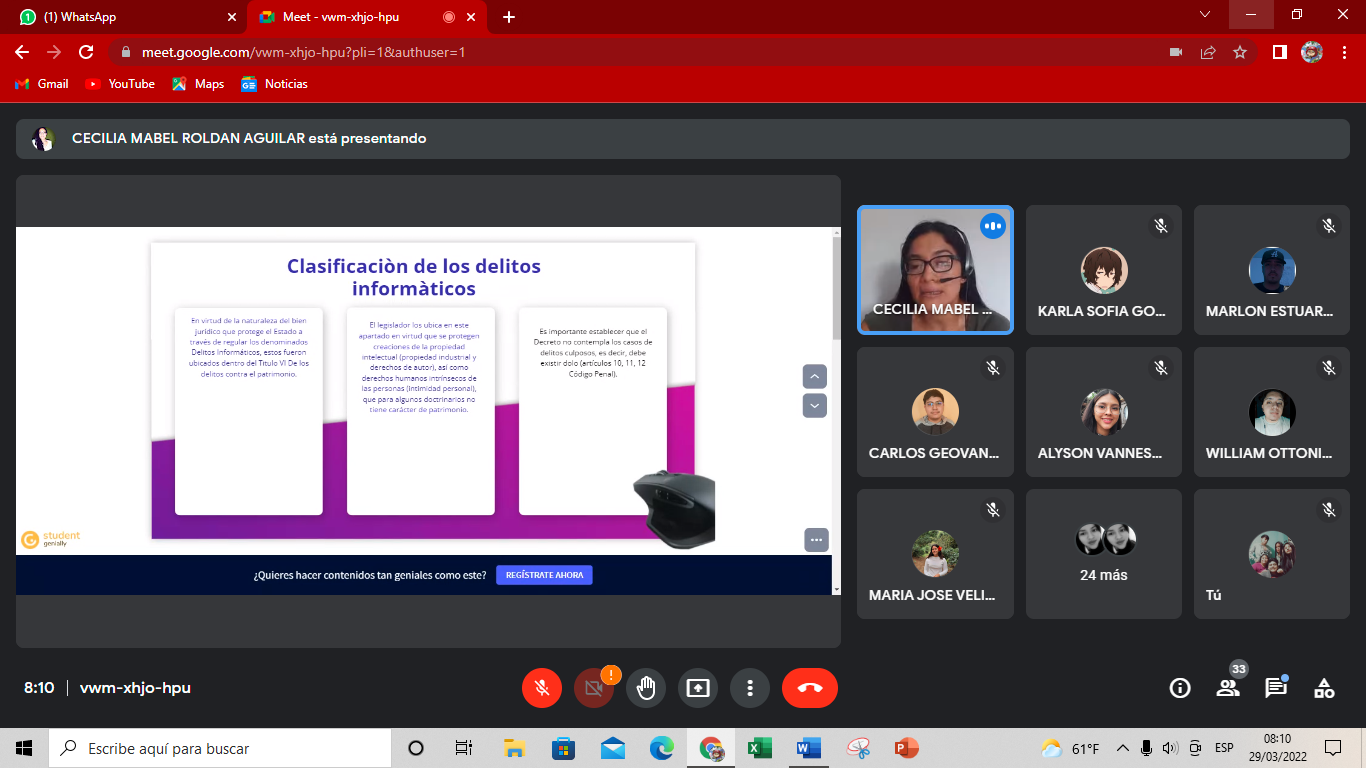 (1) WhatsApp
Meet - vwm-xhjo-hpu
meet.google.com/vwm-xhjo-hpu?pli=1&authuser=1
Gmail
YouTube
Maps
Noticias
CECILIA MABEL ROLDAN AGUILAR está presentando
Clasificaciòn de los delitos
informàticos
En virtud de la naturaleza del bien
jurídico que protege el Estado a
través de regular los denominados
Delitos Informáticos, estos fueron
ubicados dentro del Titulo VI De los
delitos contra el patrimonio.
El legislador los ubica en este
apartado en virtud que se protegen
creaciones de la propiedad
intelectual (propiedad industrial y
derechos de autor), así como
derechos humanos intrínsecos de
las personas (intimidad personal),
que para algunos doctrinarios no
tiene carácter de patrimonio.
Es importante establecer que el
Decreto no contempla los casos de
delitos culposos, es decir, debe
existir dolo (artículos 10, 11, 12
Código Penal).
student
genially
¿Quieres hacer contenidos tan geniales como este?
REGÍSTRATE AHORA
CECILIA MABEL ...
KARLA SOFIA GO...
MARLON ESTUAR...
CARLOS GEOVAN...
ALYSON VANNES...
WILLIAM OTTONI...
MARIA JOSE VELI...
24 más
Tú
8:10 | vwm-xhjo-hpu
33
Escribe aquí para buscar
61°F
ESP
08:10
29/03/2022